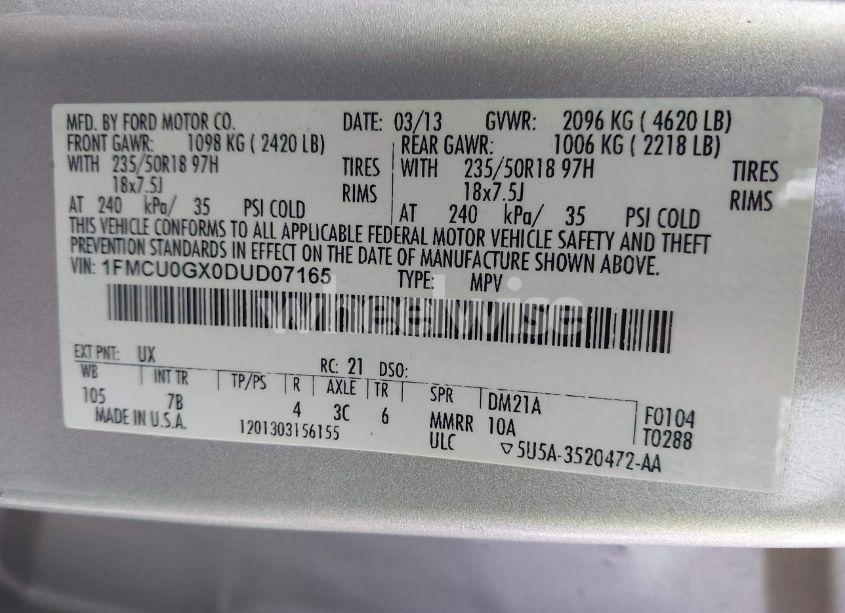 MFD. BY FORD MOTOR CO. DATE: 03/13 GVWR: 2096 KG ( 4620 LB)
FRONT GAWR: 1098 KG ( 2420 LB) REAR GAWR: 1006 KG ( 2218 LB)
WITH 235/50R18 97H TIRES WITH 235/50R18 97H TIRES
18x7.5J RIMS 18x7.5J RIMS
AT 240 kPa/ 35 PSI COLD AT 240 kPa/ 35 PSI COLD
THIS VEHICLE CONFORMS TO ALL APPLICABLE FEDERAL MOTOR VEHICLE SAFETY AND THEFT
PREVENTION STANDARDS IN EFFECT ON THE DATE OF MANUFACTURE SHOWN ABOVE.
VIN: 1FMCU0GX0DUD07165 TYPE: MPV
wheelwise
EXT PNT: UX RC: 21 DSO:
WB INT TR TP/PS R AXLE TR SPR DM21A
105 7B 4 3C 6 MMRR 10A F0104
MADE IN U.S.A. 1201303156155 ULC ▽5U5A-3520472-AA T0288